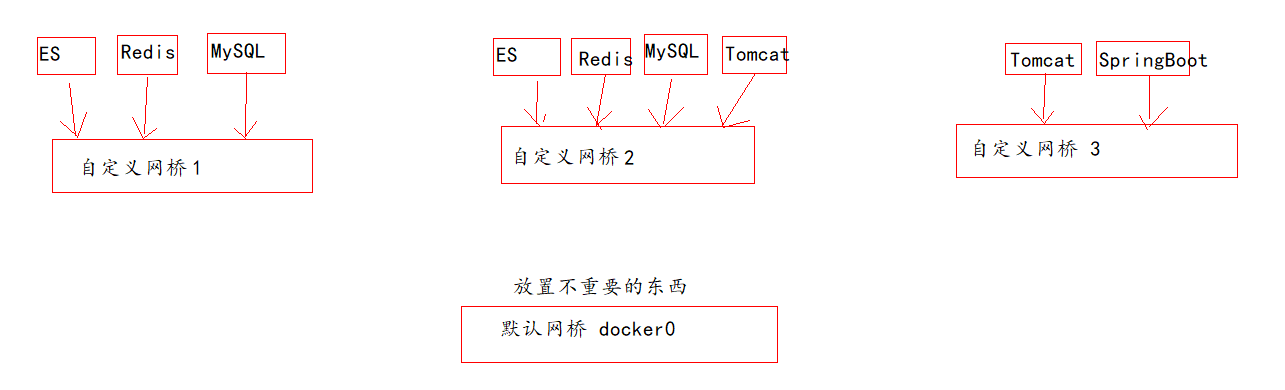 ES
Redis
MySQL
自定义网桥1
ES
Redis
MySQL
Tomcat
自定义网桥2
Tomcat
SpringBoot
自定义网桥 3
放置不重要的东西
默认网桥 docker0